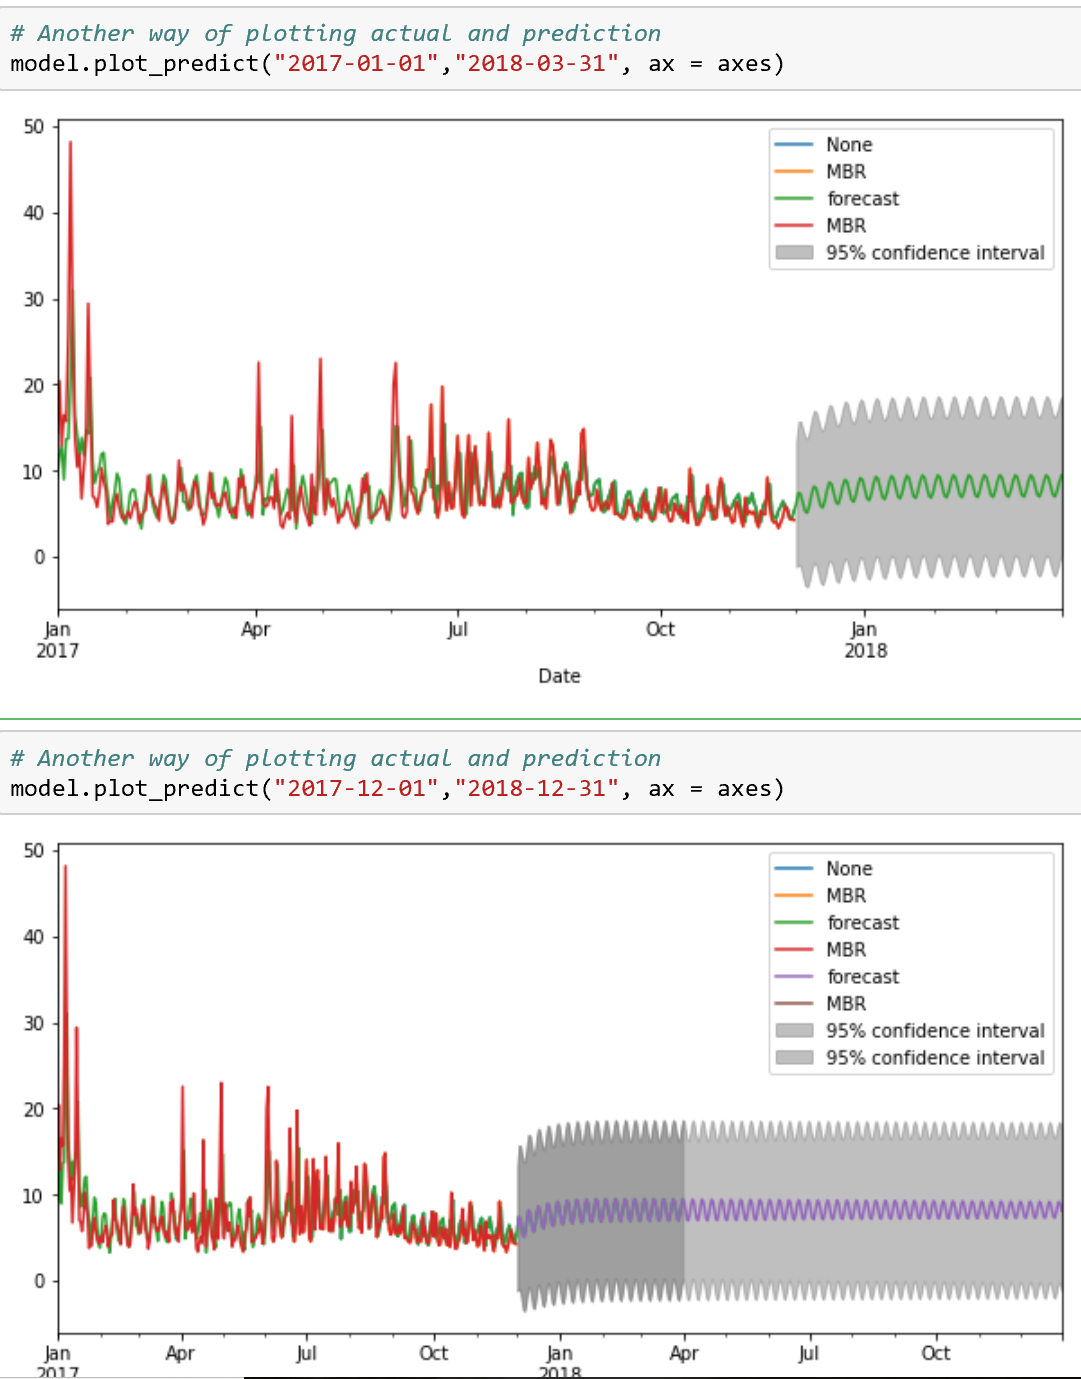 # Another way of plotting actual and prediction
model.plot_predict("2017-01-01","2018-03-31", ax = axes)
50
40
30
20
10
0
None
MBR
forecast
MBR
95% confidence interval
Jan Apr Jul Oct Jan
2017 2018
Date
# Another way of plotting actual and prediction
model.plot_predict("2017-12-01","2018-12-31", ax = axes)
50
40
30
20
10
0
None
MBR
forecast
MBR
forecast
MBR
95% confidence interval
95% confidence interval
Jan Apr Jul Oct Jan Apr Jul Oct
2017 2018